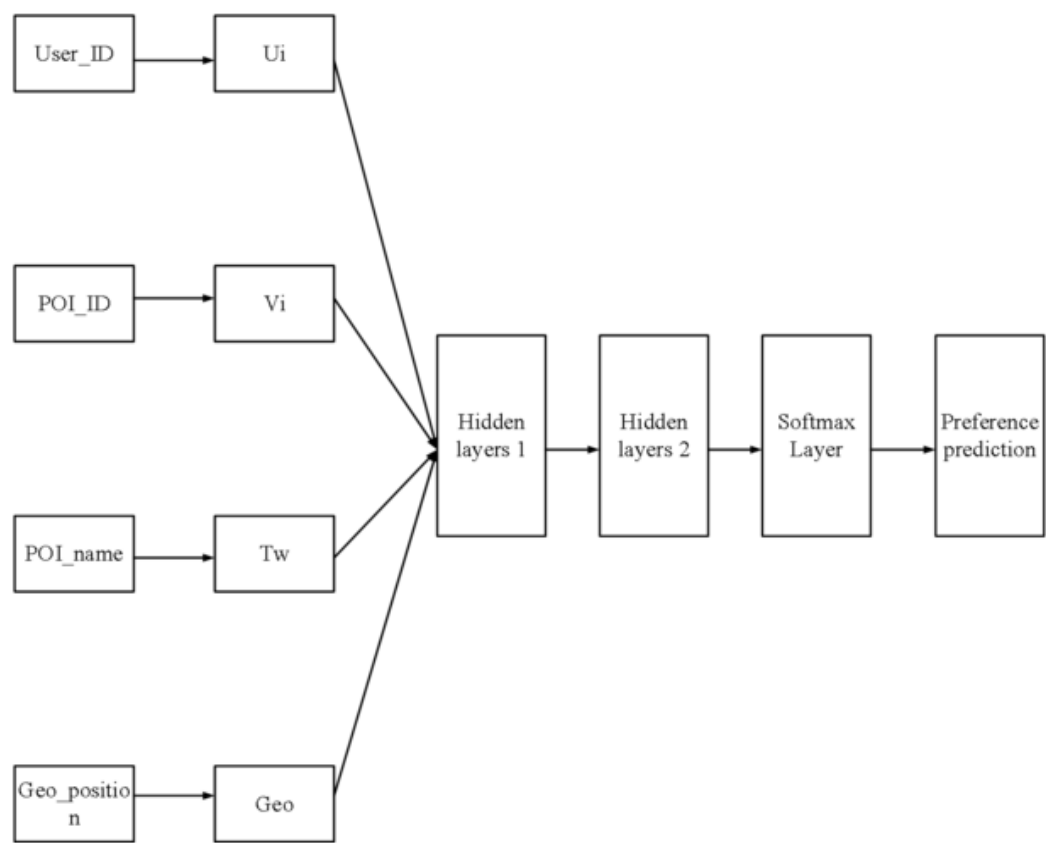 User_ID
Ui
POI_ID
Vi
POI_name
Tw
Geo_positio
n
Geo
Hidden
layers 1
Hidden
layers 2
Softmax
Layer
Preference
prediction